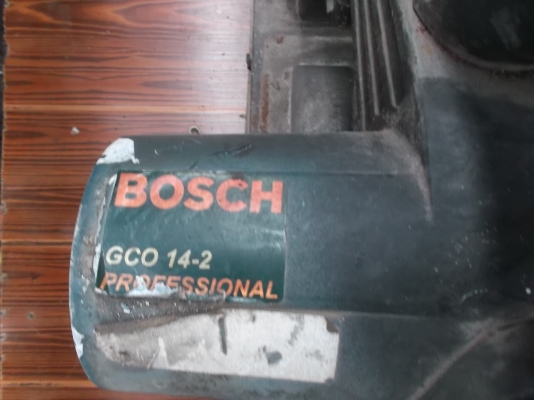 BOSCH
GCO 14-2
PROFESSIONAL